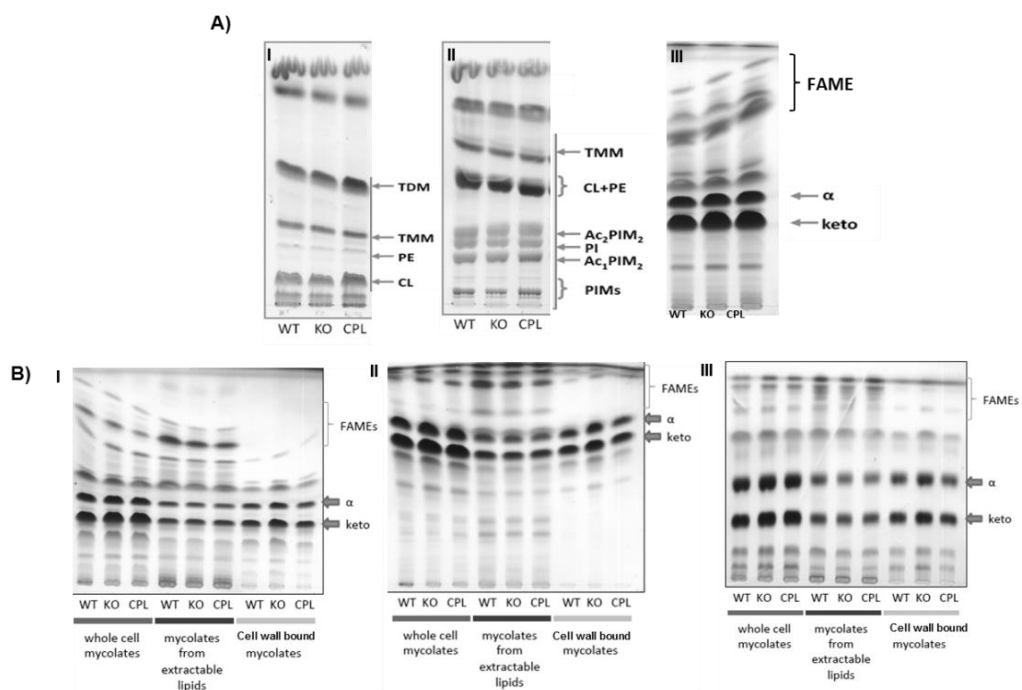 A)
I
TDM
TMM
PE
CL
WT KO CPL
II
TMM
CL+PE
Ac₂PIM₂
PI
Ac₁PIM₂
PIMs
WT KO CPL
III
FAME
α
keto
WT KO CPL
B)
I
FAMEs
α
keto
WT KO CPL WT KO CPL WT KO CPL
whole cell
mycolates
mycolates
from
extractable
lipids
Cell wall bound
mycolates
II
FAMEs
α
keto
WT KO CPL WT KO CPL WT KO CPL
whole cell
mycolates
mycolates
from
extractable
lipids
Cell wall bound
mycolates
III
FAMEs
α
keto
WT KO CPL WT KO CPL WT KO CPL
whole cell
mycolates
mycolates
from
extractable
lipids
Cell wall bound
mycolates